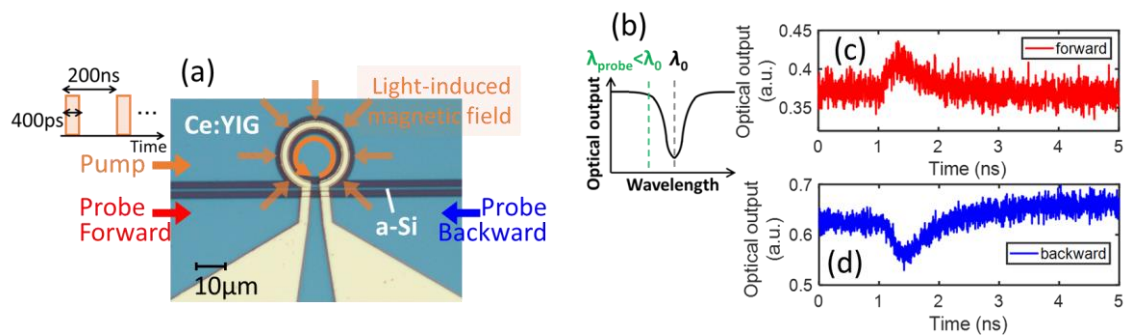 (a)
200ns
400ps
...
Time
Ce:YIG
Light-induced
magnetic field
Pump
Probe
Forward
a-Si
Probe
Backward
10μm
(b)
λprobe<λ0
λ0
Optical output
Wavelength
(c)
forward
Optical output
(a.u.)
0.45
0.4
0.35
0 1 2 3 4 5
Time (ns)
(d)
backward
Optical output
(a.u.)
0.7
0.6
0.5
0 1 2 3 4 5
Time (ns)